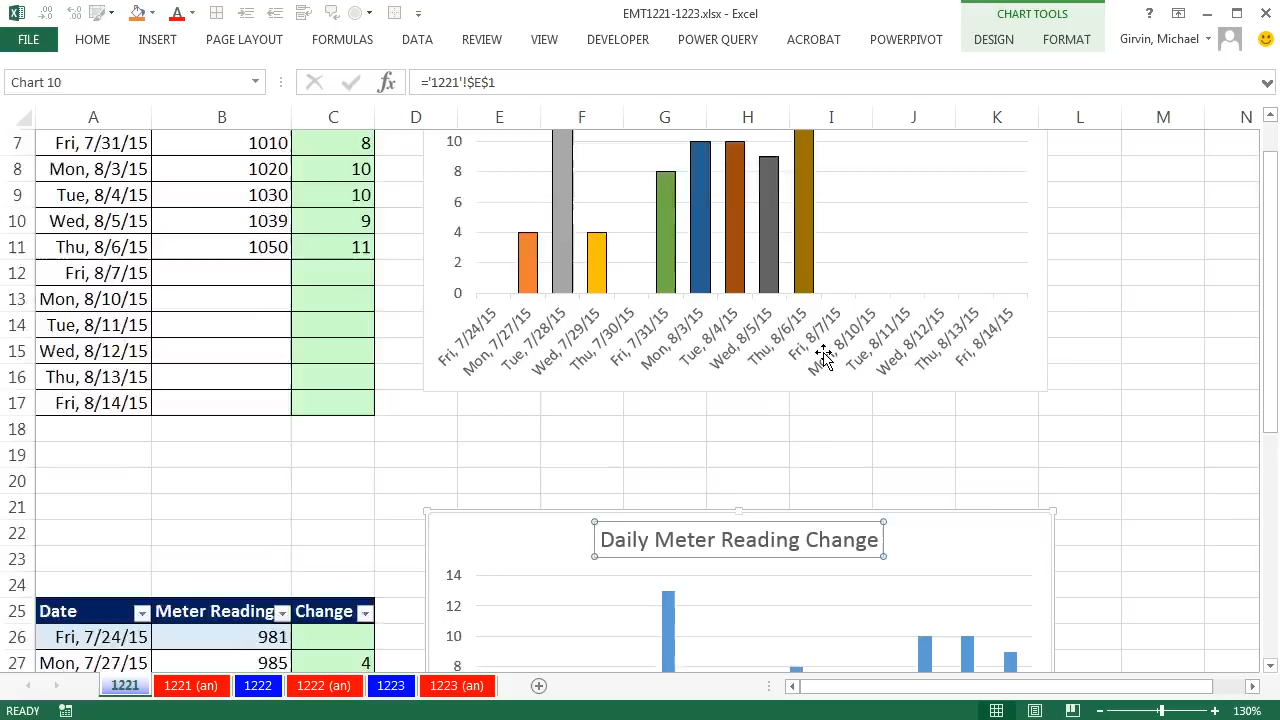 EMT1221-1223.xlsx - Excel
CHART TOOLS
FILE HOME INSERT PAGE LAYOUT FORMULAS DATA REVIEW VIEW DEVELOPER POWER QUERY ACROBAT POWERPIVOT DESIGN FORMAT Girvin, Michael
Chart 10 fx ='1221'!$E$1
A B C D E F G H I J K L M N
7 Fri, 7/31/15 1010 8
8 Mon, 8/3/15 1020 10
9 Tue, 8/4/15 1030 10
10 Wed, 8/5/15 1039 9
11 Thu, 8/6/15 1050 11
12 Fri, 8/7/15
13 Mon, 8/10/15
14 Tue, 8/11/15
15 Wed, 8/12/15
16 Thu, 8/13/15
17 Fri, 8/14/15
18
19
20
21
22
23
24
25 Date Meter Reading Change
26 Fri, 7/24/15 981
27 Mon, 7/27/15 985 4
10
8
6
4
2
0
Fri, 7/24/15 Mon, 7/27/15 Tue, 7/28/15 Wed, 7/29/15 Thu, 7/30/15 Fri, 7/31/15 Mon, 8/3/15 Tue, 8/4/15 Wed, 8/5/15 Thu, 8/6/15 Fri, 8/7/15 Mon, 8/10/15 Tue, 8/11/15 Wed, 8/12/15 Thu, 8/13/15 Fri, 8/14/15
Daily Meter Reading Change
14
12
10
8
1221 1221 (an) 1222 1222 (an) 1223 1223 (an)
READY 130%